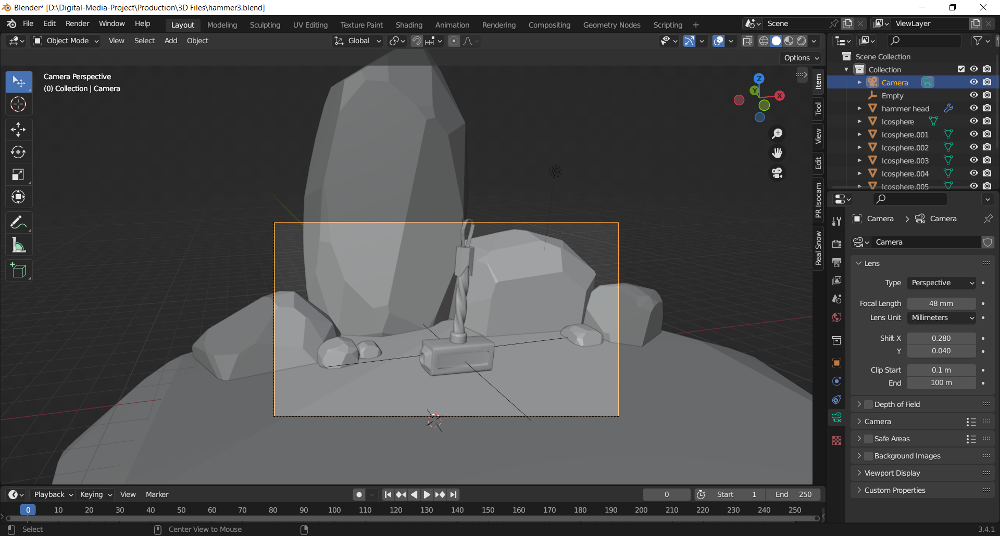 Blender* [D:\Digital-Media-Project\Production\3D Files\hammer3.blend]
File Edit Render Window Help
Layout Modeling Sculpting UV Editing Texture Paint Shading Animation Rendering Compositing Geometry Nodes Scripting
Scene
ViewLayer
Object Mode View Select Add Object
Global
Options
Camera Perspective
(0) Collection | Camera
Z
Y
X
Item
Tool
View
Edit
PR Isocam
Real Snow
Scene Collection
Collection
Camera
Empty
hammer head
Icosphere
Icosphere.001
Icosphere.002
Icosphere.003
Icosphere.004
Icosphere.005
Camera > Camera
Camera
Lens
Type Perspective
Focal Length 48 mm
Lens Unit Millimeters
Shift X 0.280
Y 0.040
Clip Start 0.1 m
End 100 m
Depth of Field
Camera
Safe Areas
Background Images
Viewport Display
Custom Properties
Playback Keying View Marker
0 Start 1 End 250
0 10 20 30 40 50 60 70 80 90 100 110 120 130 140 150 160 170 180 190 200 210 220 230 240 250
Select Center View to Mouse
3.4.1